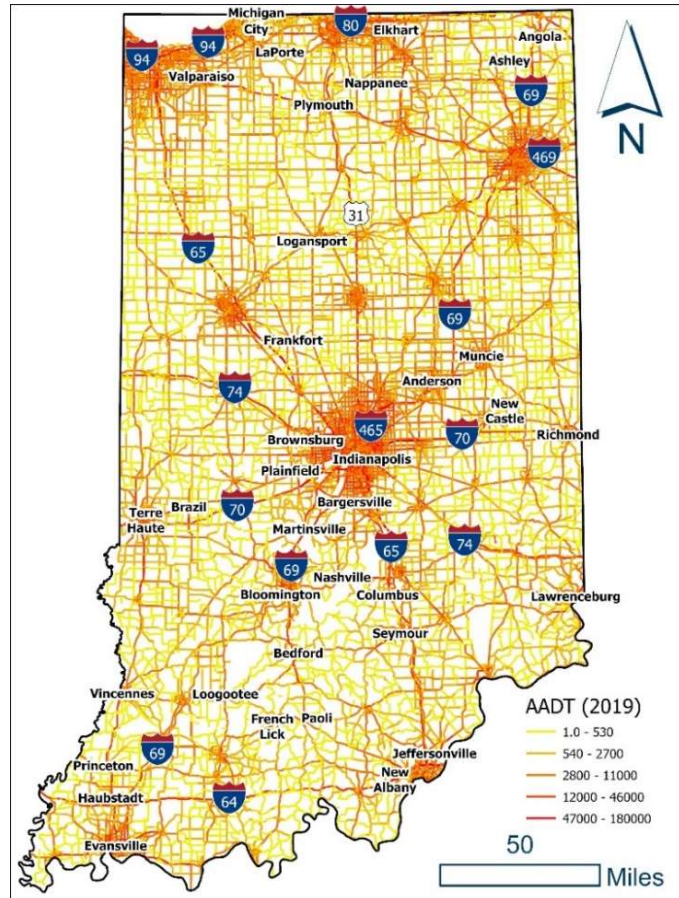 Michigan
City
80
Elkhart
Angola
94
94
LaPorte
Ashley
Valparaiso
Nappanee
69
Plymouth
N
469
31
Logansport
65
69
Frankfort
Muncie
Anderson
74
New
Castle
465
70
Richmond
Brownsburg
Indianapolis
Plainfield
Bargersville
Terre
Haute
Brazil
70
Martinsville
65
74
69
Nashville
Bloomington
Columbus
Lawrenceburg
Seymour
Bedford
Vincennes
Loogootee
French
Lick
Paoli
69
Jeffersonville
Princeton
New
Albany
Haubstadt
64
Evansville
AADT (2019)
1.0 - 530
540 - 2700
2800 - 11000
12000 - 46000
47000 - 180000
50
Miles